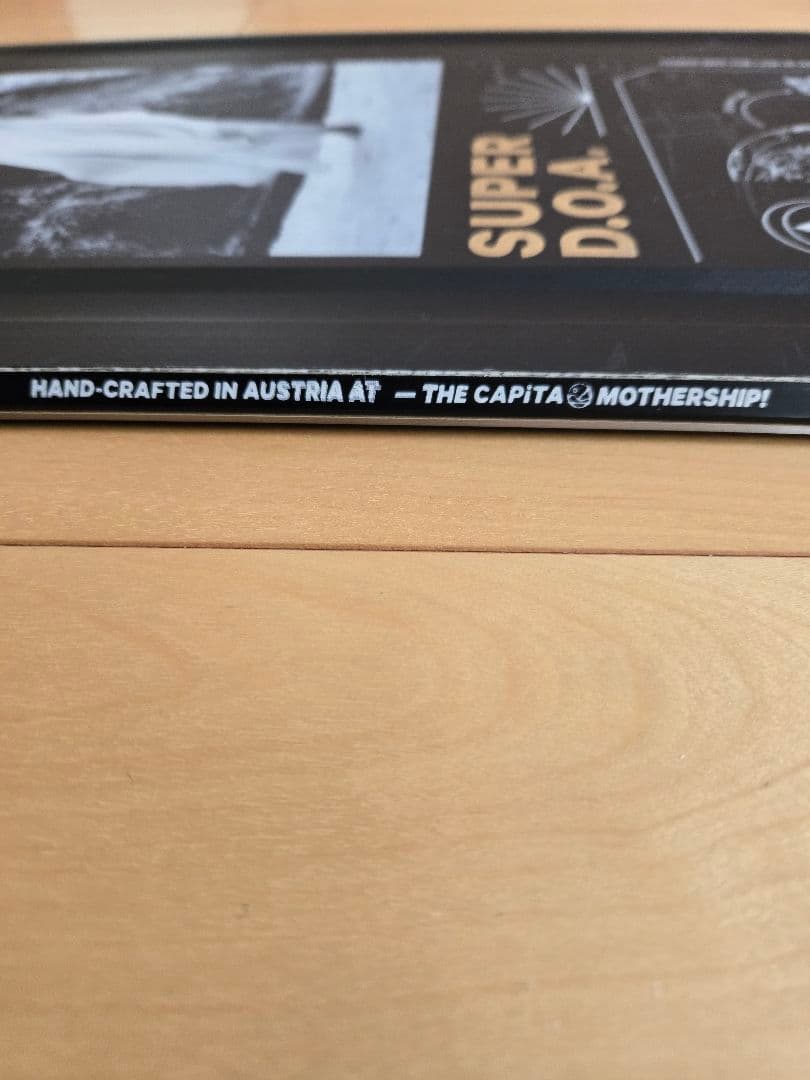 SUPER
D.O.A.
HAND-CRAFTED IN AUSTRIA AT — THE CAPiTA MOTHERSHIP!